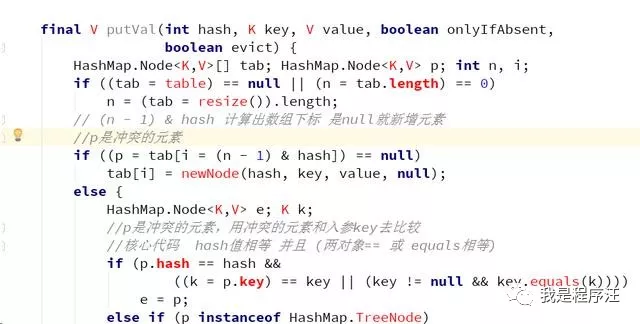 final V putVal(int hash, K key, V value, boolean onlyIfAbsent,
boolean evict) {
HashMap.Node<K,V>[] tab; HashMap.Node<K,V> p; int n, i;
if ((tab = table) == null || (n = tab.length) == 0)
n = (tab = resize()).length;
// (n - 1) & hash 计算出数组下标 是null就新增元素
//p是冲突的元素
if ((p = tab[i = (n - 1) & hash]) == null)
tab[i] = newNode(hash, key, value, null);
else {
HashMap.Node<K,V> e; K k;
//p是冲突的元素，用冲突的元素和入参key去比较
//核心代码 hash值相等 并且 (两对象== 或 equals相等)
if (p.hash == hash &&
((k = p.key) == key || (key != null && key.equals(k))))
e = p;
else if (p instanceof HashMap.TreeNode)
我是程序汪